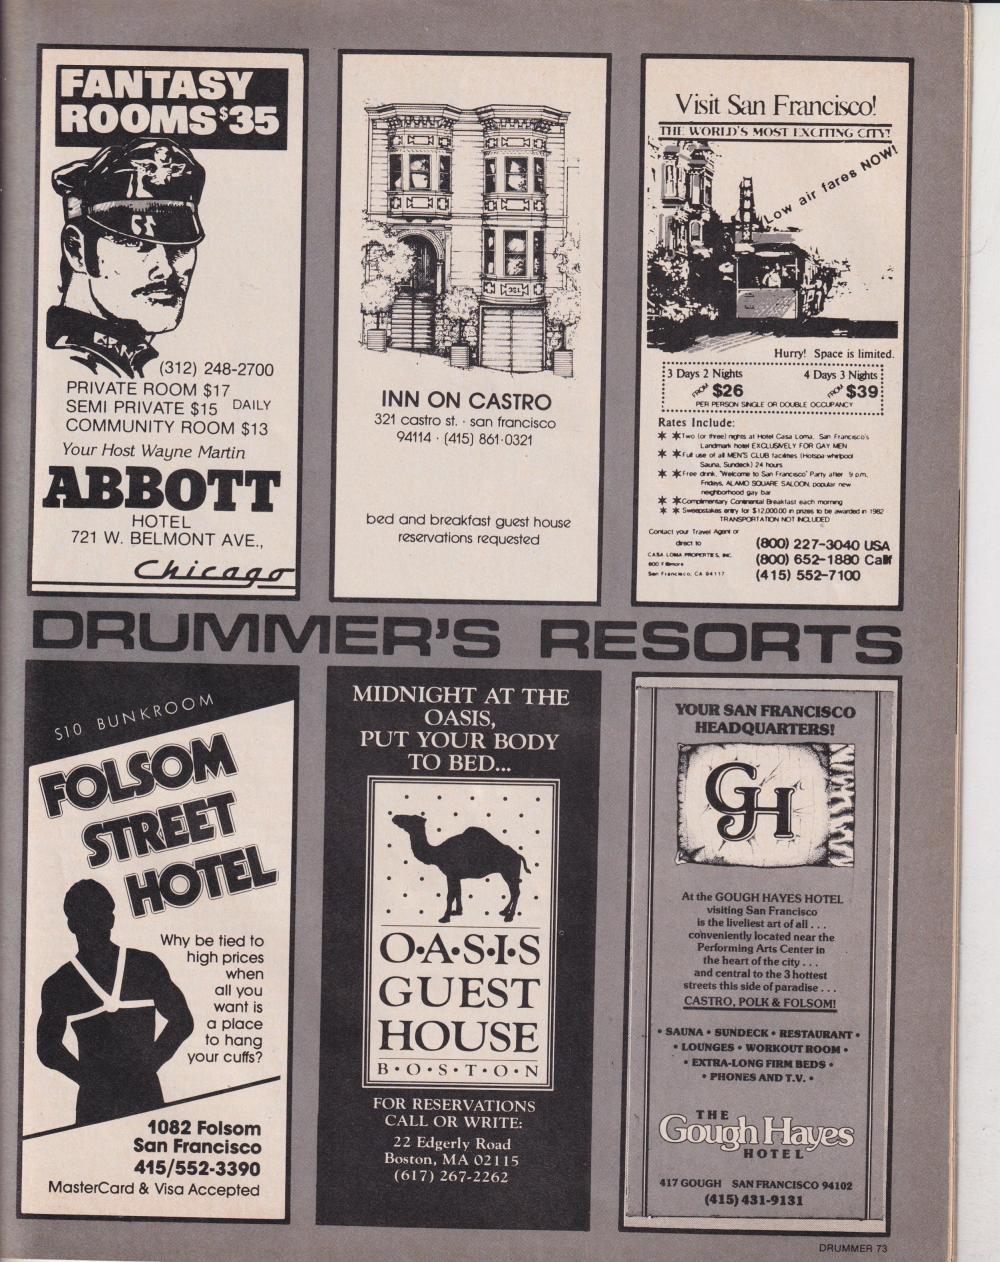 FANTASY
ROOMS $35
(312) 248-2700
PRIVATE ROOM $17
SEMI PRIVATE $15 DAILY
COMMUNITY ROOM $13
Your Host Wayne Martin
ABBOTT
HOTEL
721 W. BELMONT AVE.,
Chicago
321
INN ON CASTRO
321 castro st. · san francisco
94114 · (415) 861·0321
bed and breakfast guest house
reservations requested
Visit San Francisco!
THE WORLD'S MOST EXCITING CITY!
Low air fares NOW!
Hurry! Space is limited.
3 Days 2 Nights 4 Days 3 Nights
FROM $26 FROM $39
PER PERSON SINGLE OR DOUBLE OCCUPANCY
Rates Include:
* *Two (or three) nights at Hotel Casa Loma, San Francisco's
Landmark hotel EXCLUSIVELY FOR GAY MEN
* *Full use of all MEN'S CLUB facilities (Hotspa whirlpool
Sauna, Sundeck) 24 hours
* *Free drink, "Welcome to San Francisco" Party after 9 p.m.
Fridays, ALAMO SQUARE SALOON, popular new
neighborhood gay bar
* *Complimentary Continental Breakfast each morning
* *Sweepstakes entry for $12,000.00 in prizes to be awarded in 1982
TRANSPORTATION NOT INCLUDED
Contact your Travel Agent or
direct to
CASA LOMA PROPERTIES, INC.
600 Fillmore
San Francisco, CA 94117
(800) 227-3040 USA
(800) 652-1880 Calif
(415) 552-7100
DRUMMER'S RESORTS
$10 BUNKROOM
FOLSOM
STREET
HOTEL
Why be tied to
high prices
when
all you
want is
a place
to hang
your cuffs?
1082 Folsom
San Francisco
415/552-3390
MasterCard & Visa Accepted
MIDNIGHT AT THE
OASIS,
PUT YOUR BODY
TO BED...
O·A·S·I·S
GUEST
HOUSE
B·O·S·T·O·N
FOR RESERVATIONS
CALL OR WRITE:
22 Edgerly Road
Boston, MA 02115
(617) 267-2262
YOUR SAN FRANCISCO
HEADQUARTERS!
GH
At the GOUGH HAYES HOTEL
visiting San Francisco
is the liveliest art of all . . .
conveniently located near the
Performing Arts Center in
the heart of the city . . .
and central to the 3 hottest
streets this side of paradise . . .
CASTRO, POLK & FOLSOM!
• SAUNA • SUNDECK • RESTAURANT •
• LOUNGES • WORKOUT ROOM •
• EXTRA-LONG FIRM BEDS •
• PHONES AND T.V. •
THE
Gough Hayes
HOTEL
417 GOUGH SAN FRANCISCO 94102
(415) 431-9131
DRUMMER 73